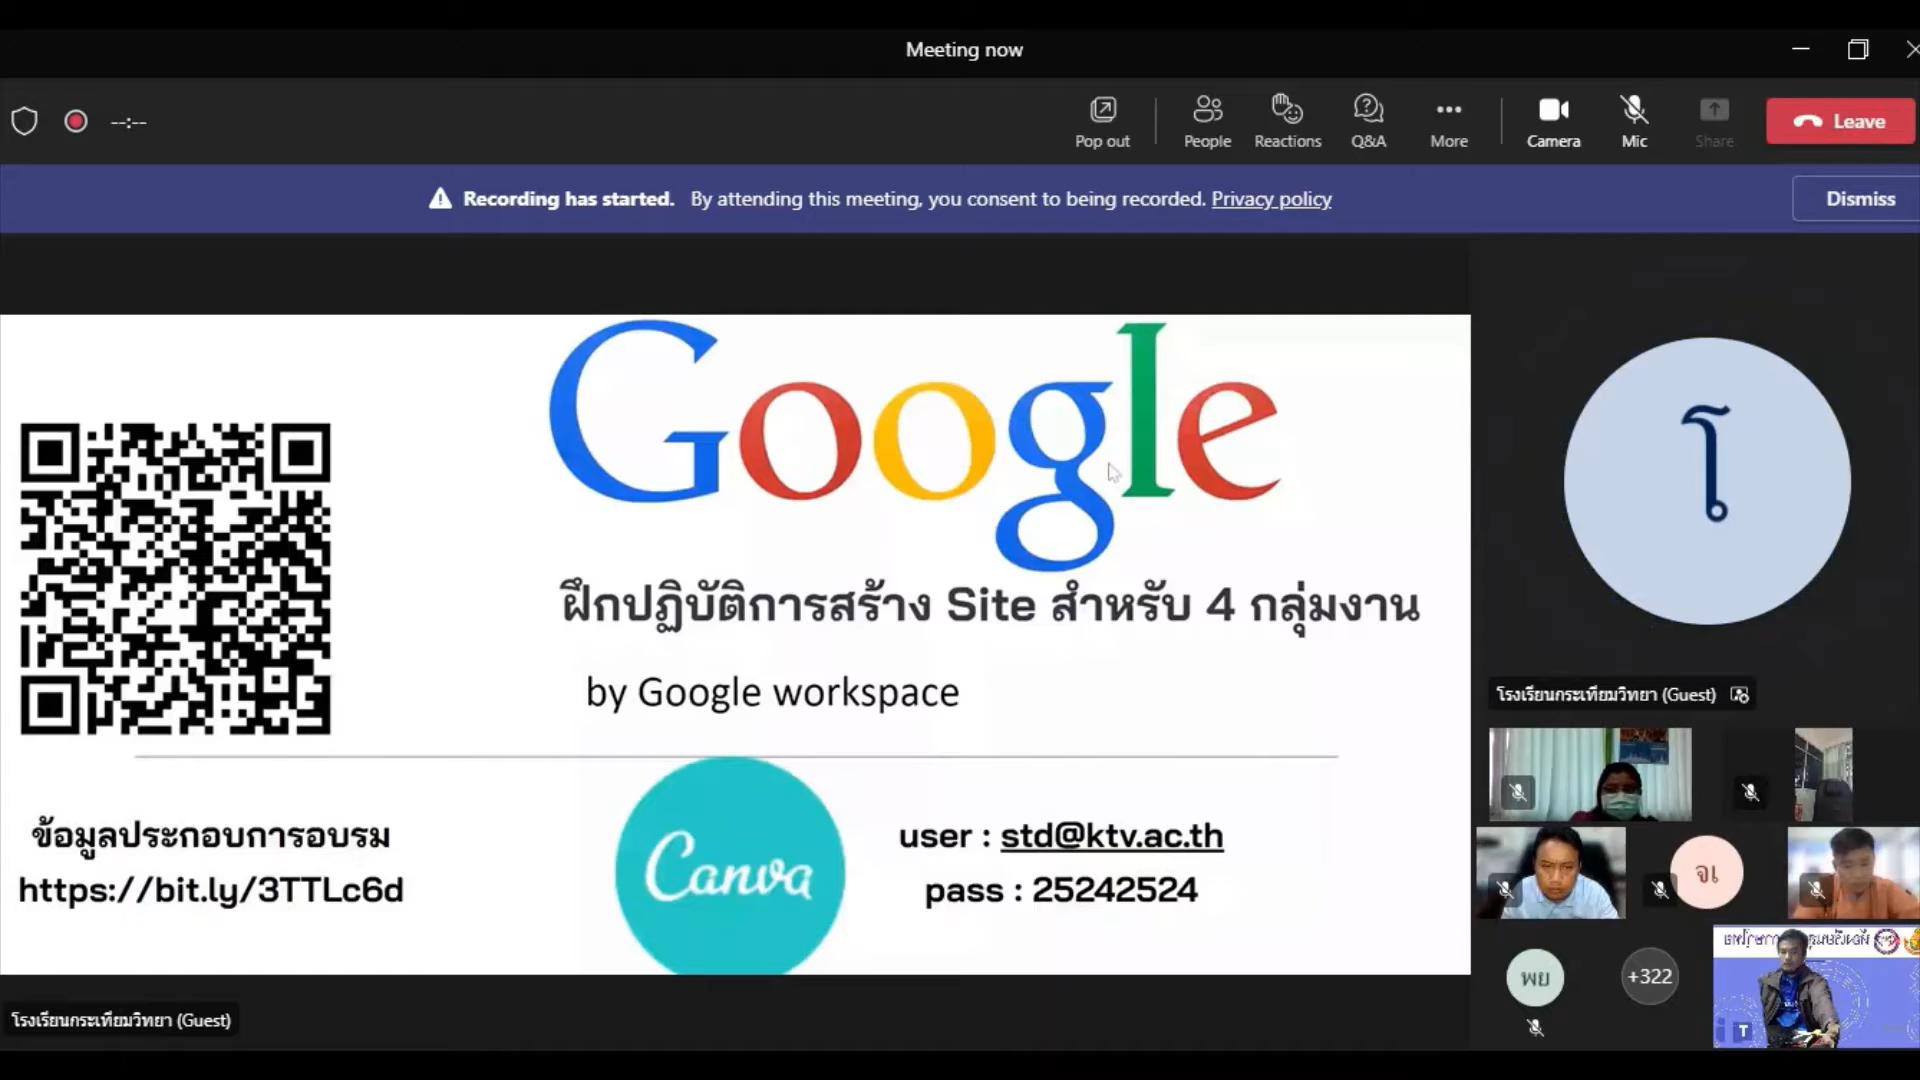 Meeting now
--:--
Pop out
People
Reactions
Q&A
More
Camera
Mic
Share
Leave
Recording has started. By attending this meeting, you consent to being recorded. Privacy policy
Dismiss
Google
ฝึกปฏิบัติการสร้าง Site สำหรับ 4 กลุ่มงาน
by Google workspace
ข้อมูลประกอบการอบรม
https://bit.ly/3TTLc6d
Canva
user : std@ktv.ac.th
pass : 25242524
โ
โรงเรียนกระเทียมวิทยา (Guest)
จเ
พย
+322
T
โรงเรียนกระเทียมวิทยา (Guest)